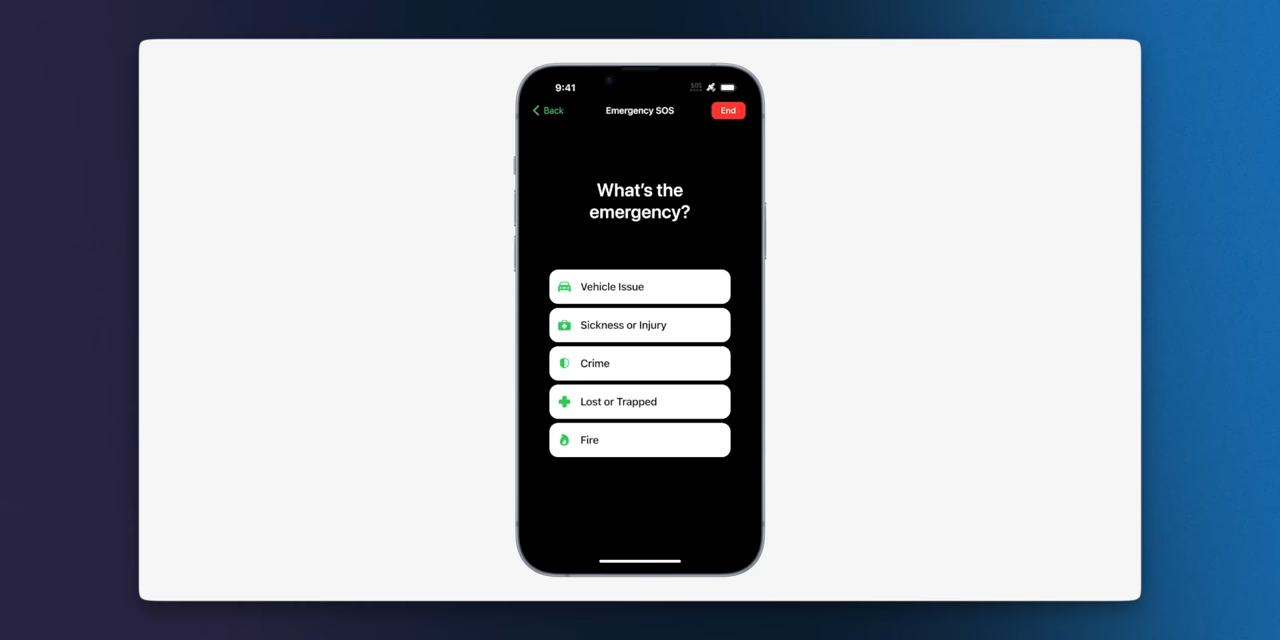 9:41
SOS
Back
Emergency SOS
End
What's the
emergency?
Vehicle Issue
Sickness or Injury
Crime
Lost or Trapped
Fire